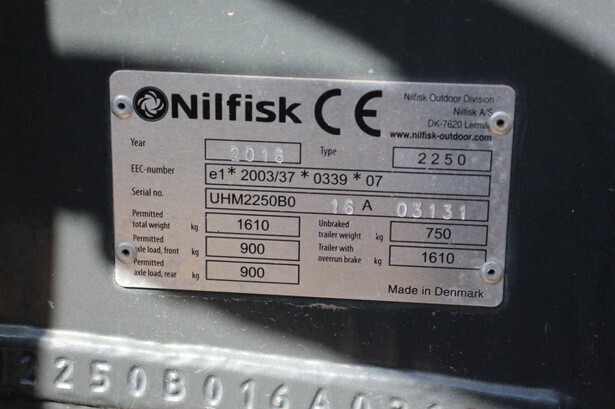 Nilfisk CE
Nilfisk Outdoor Division
Nilfisk A/S
DK-7620 Lemvig
www.nilfisk-outdoor.com
Year 2016 Type 2250
EEC-number e1* 2003/37 * 0339 * 07
Serial no. UHM2250B0 16 A 03131
Permitted total weight kg 1610 Unbraked trailer weight kg 750
Permitted axle load, front kg 900 Trailer with overrun brake kg 1610
Permitted axle load, rear kg 900
Made in Denmark
2250B016A03